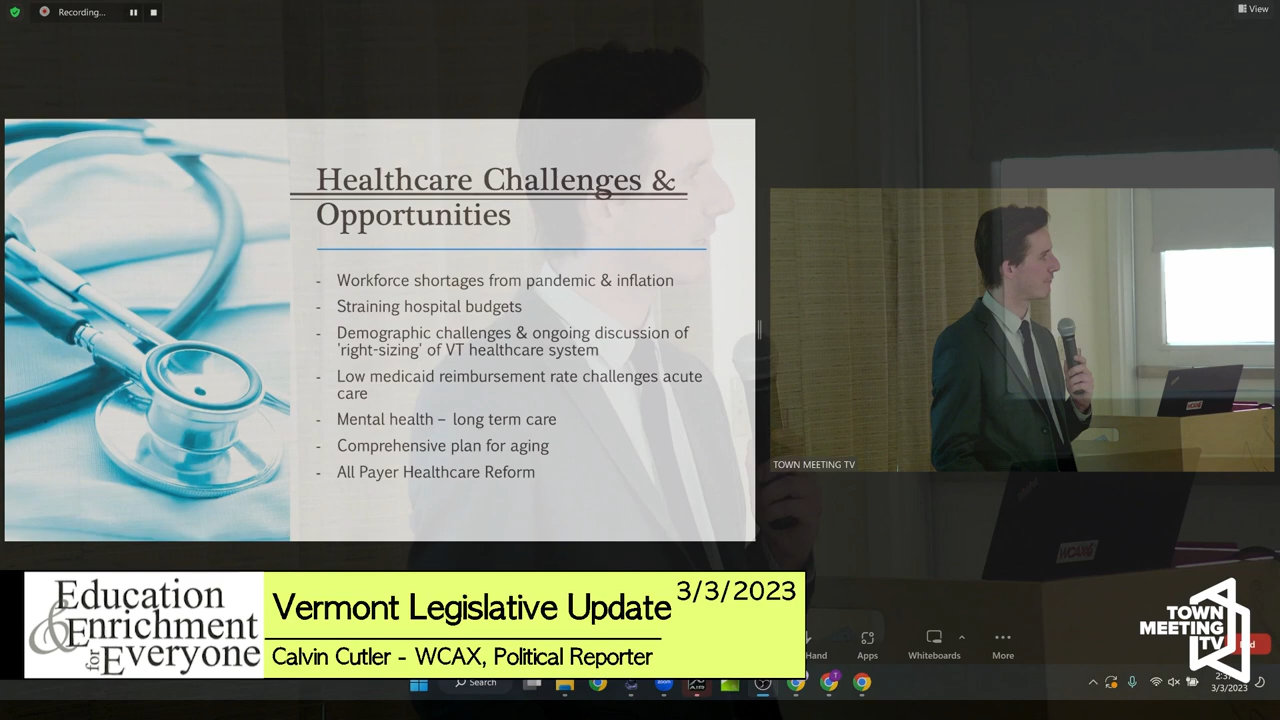 Recording...
View
Healthcare Challenges &
Opportunities
- Workforce shortages from pandemic & inflation
- Straining hospital budgets
- Demographic challenges & ongoing discussion of
'right-sizing' of VT healthcare system
- Low medicaid reimbursement rate challenges acute
care
- Mental health – long term care
- Comprehensive plan for aging
- All Payer Healthcare Reform
TOWN MEETING TV
WCAX
Education
& Enrichment
for Everyone
Vermont Legislative Update
3/3/2023
Calvin Cutler - WCAX, Political Reporter
Hand
Apps
Whiteboards
More
TOWN
MEETING
TV
Search
3/3/2023